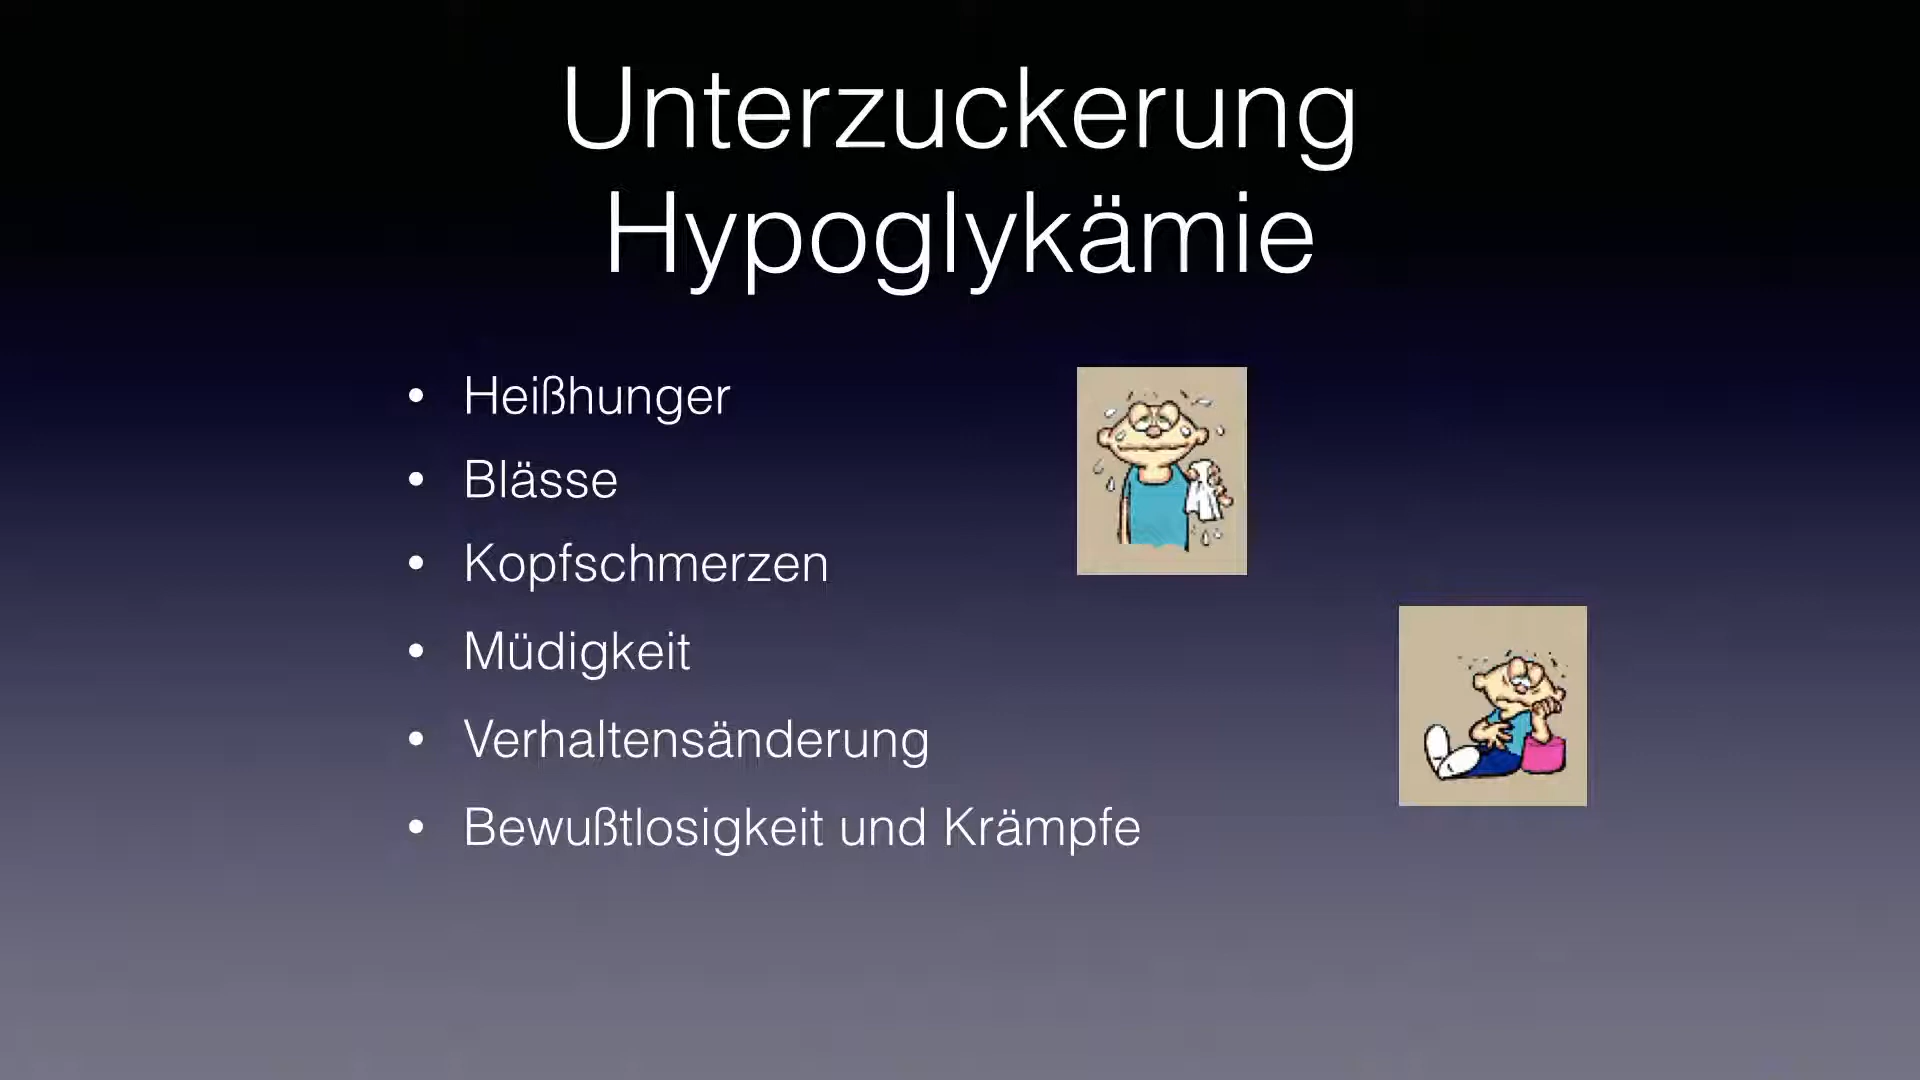 Unterzuckerung
Hypoglykämie
• Heißhunger
• Blässe
• Kopfschmerzen
• Müdigkeit
• Verhaltensänderung
• Bewußtlosigkeit und Krämpfe